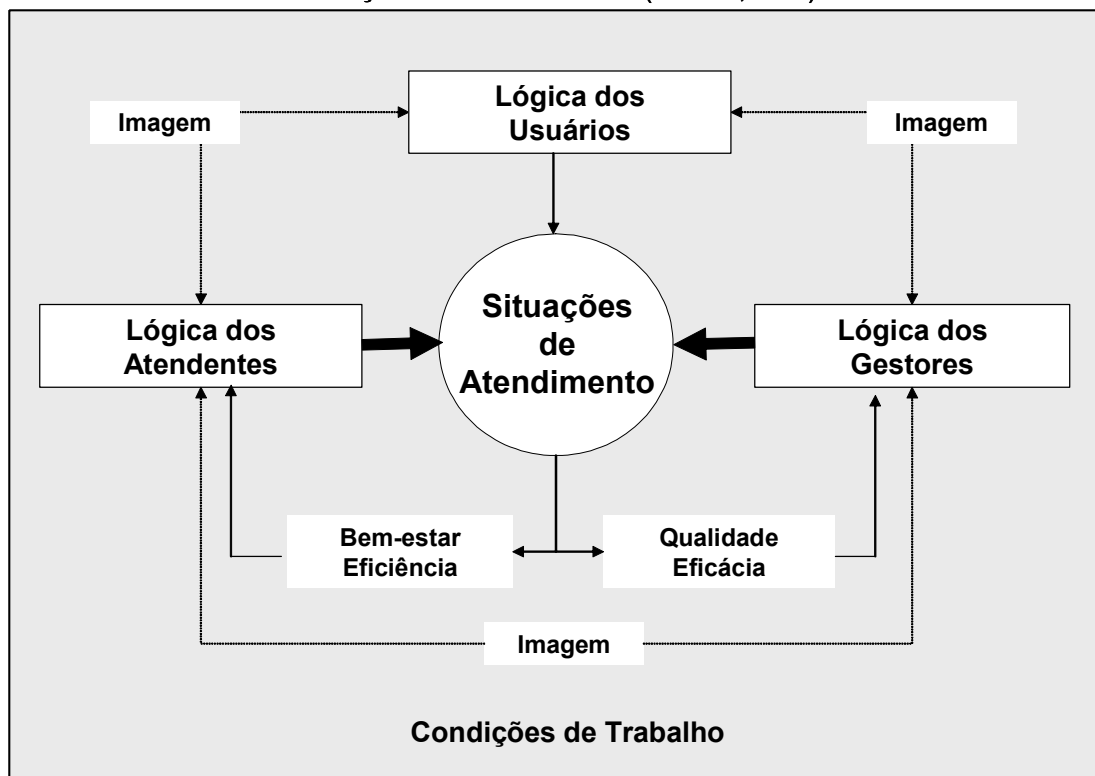 Lógica dos
Usuários
Imagem
Imagem
Lógica dos
Atendentes
Situações
de
Atendimento
Lógica dos
Gestores
Bem-estar
Eficiência
Qualidade
Eficácia
Imagem
Condições de Trabalho